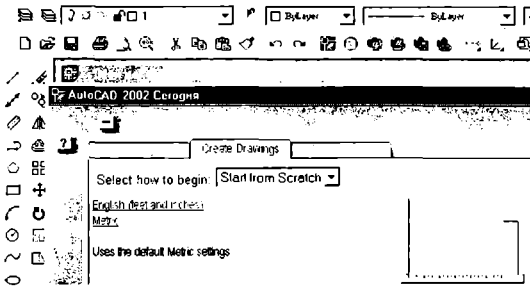 1 ByLayer ByLayer
AutoCAD 2002 Сегодня
Create Drawings
Select how to begin: Start from Scratch
English (feet and inches)
Metric
Uses the default Metric settings